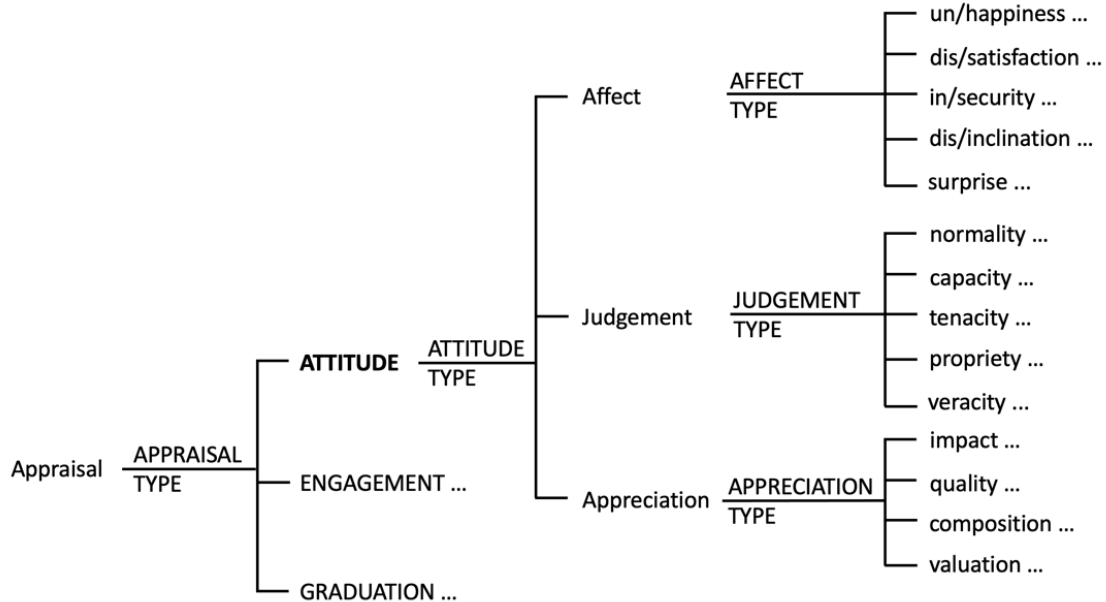 un/happiness ...
dis/satisfaction ...
Affect
AFFECT
TYPE
in/security ...
dis/inclination ...
surprise ...
normality ...
capacity ...
Judgement
JUDGEMENT
TYPE
tenacity ...
propriety ...
veracity ...
ATTITUDE
ATTITUDE
TYPE
Appraisal
APPRAISAL
TYPE
ENGAGEMENT ...
GRADUATION ...
Appreciation
APPRECIATION
TYPE
impact ...
quality ...
composition ...
valuation ...